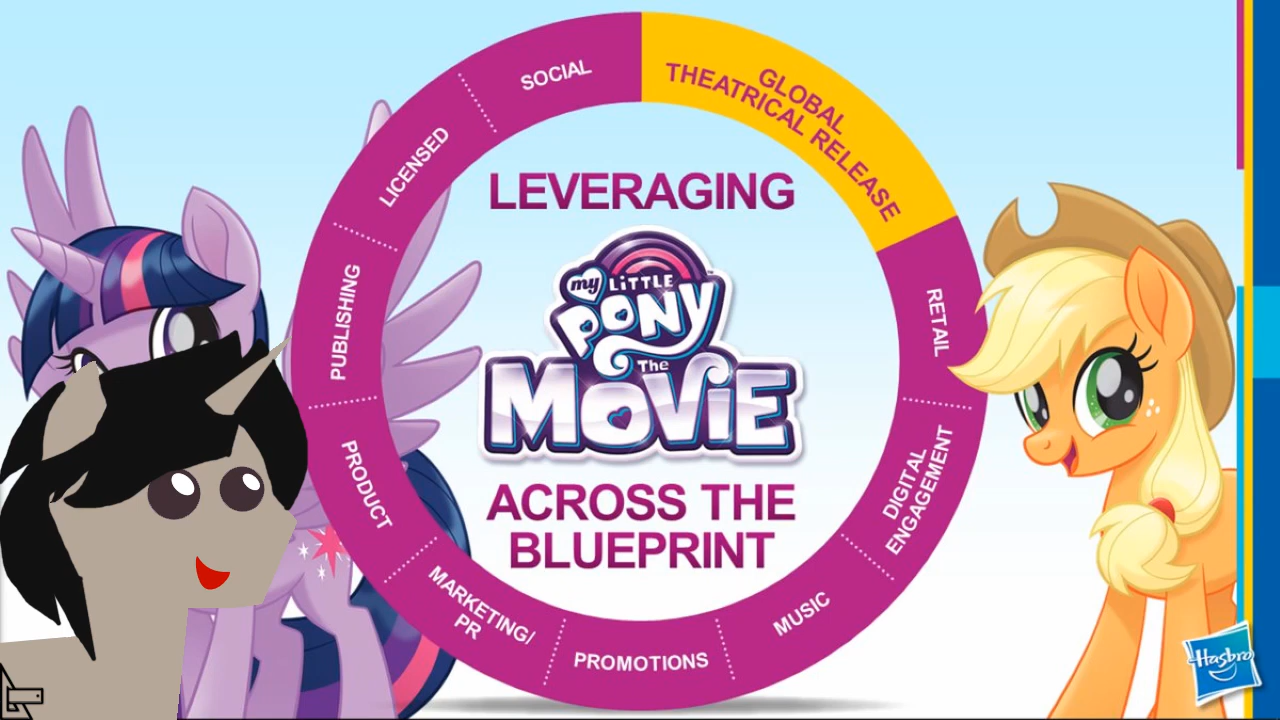 SOCIAL
GLOBAL
THEATRICAL RELEASE
LICENSED
LEVERAGING
my LiTTLE
PONY
The
MOViE
PUBLISHING
RETAIL
PRODUCT
ACROSS THE
BLUEPRINT
DIGITAL
ENGAGEMENT
MARKETING/
PR
PROMOTIONS
MUSIC
Hasbro